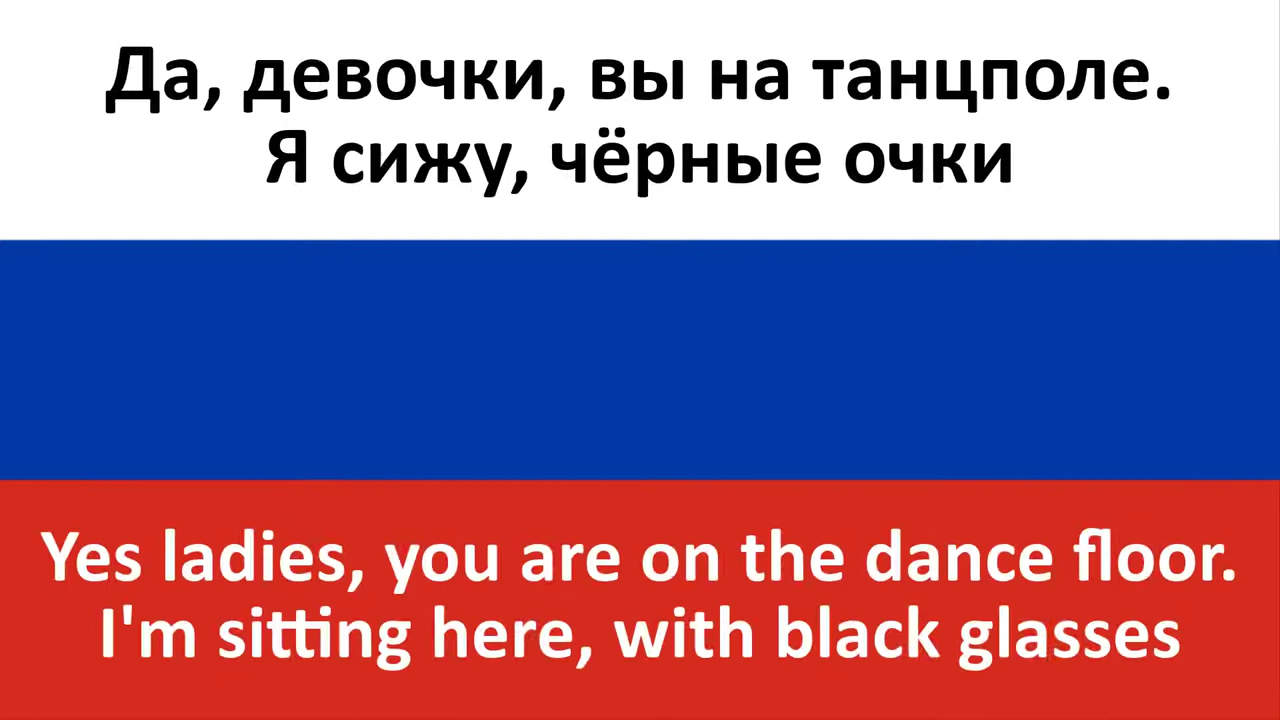 Да, девочки, вы на танцполе.
Я сижу, чёрные очки
Yes ladies, you are on the dance floor.
I'm sitting here, with black glasses